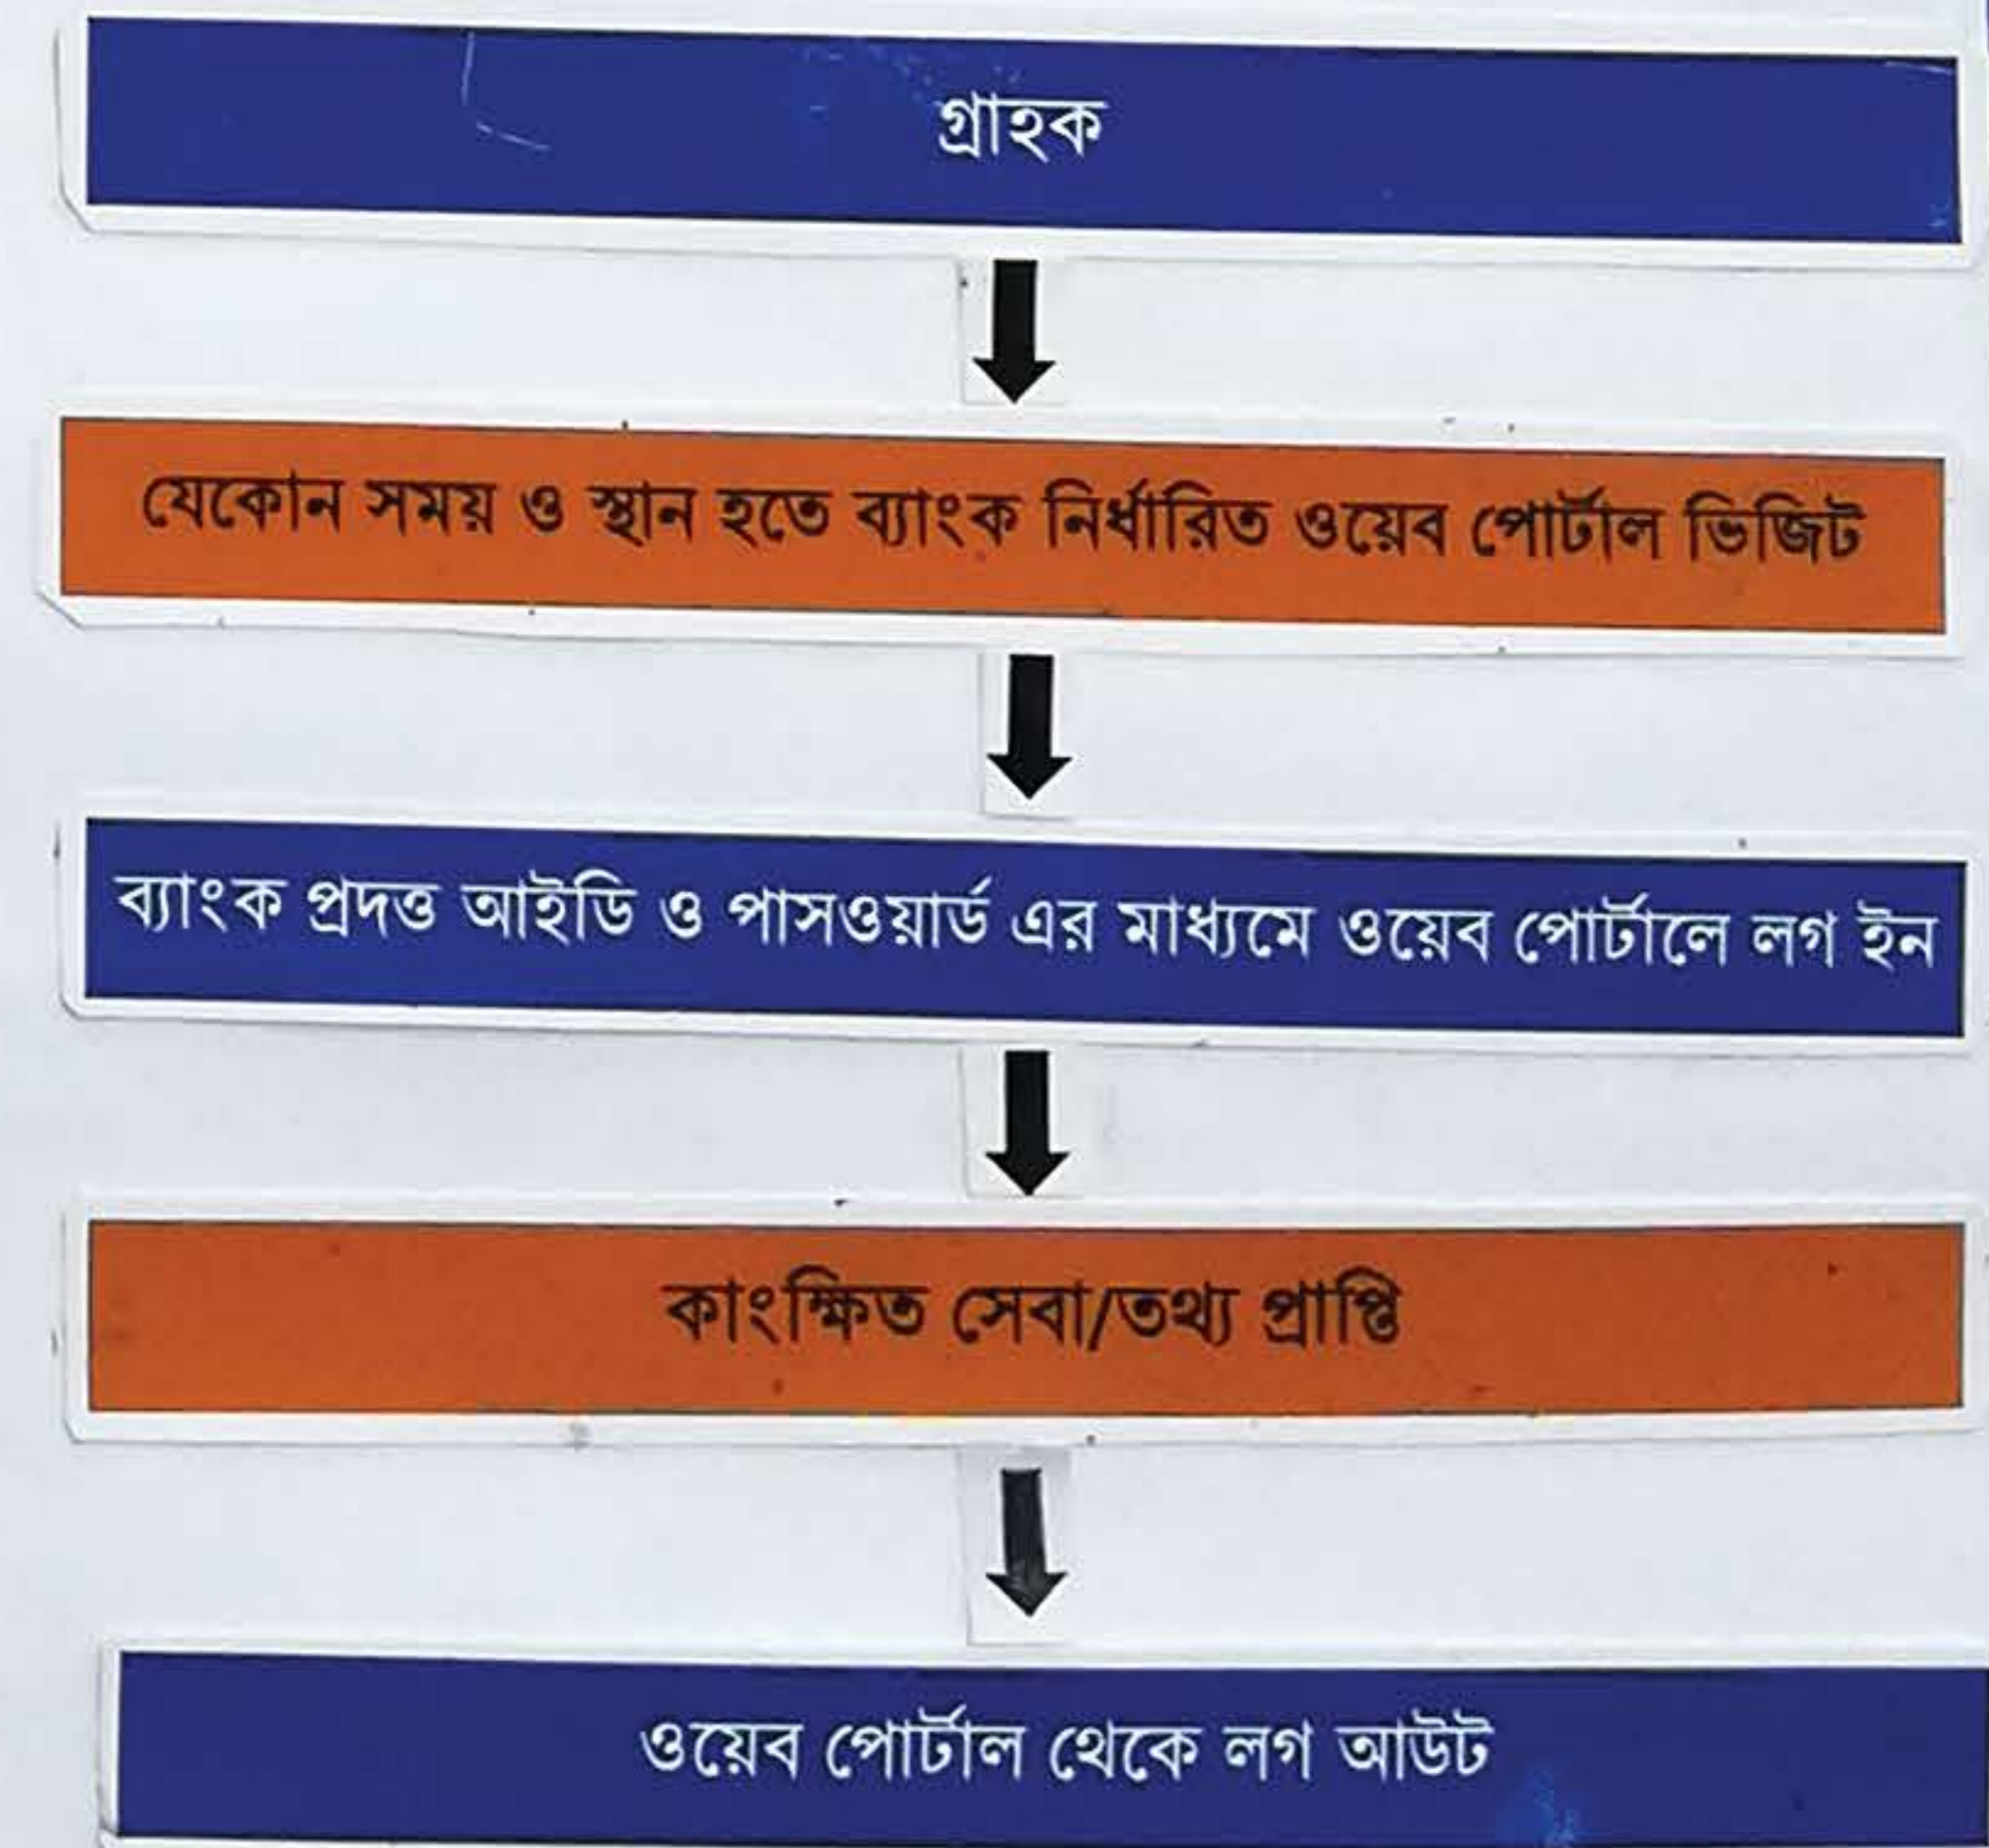 গ্রাহক
যেকোন সময় ও স্থান হতে ব্যাংক নির্ধারিত ওয়েব পোর্টাল ভিজিট
ব্যাংক প্রদত্ত আইডি ও পাসওয়ার্ড এর মাধ্যমে ওয়েব পোর্টালে লগ ইন
কাংক্ষিত সেবা/তথ্য প্রাপ্তি
ওয়েব পোর্টাল থেকে লগ আউট